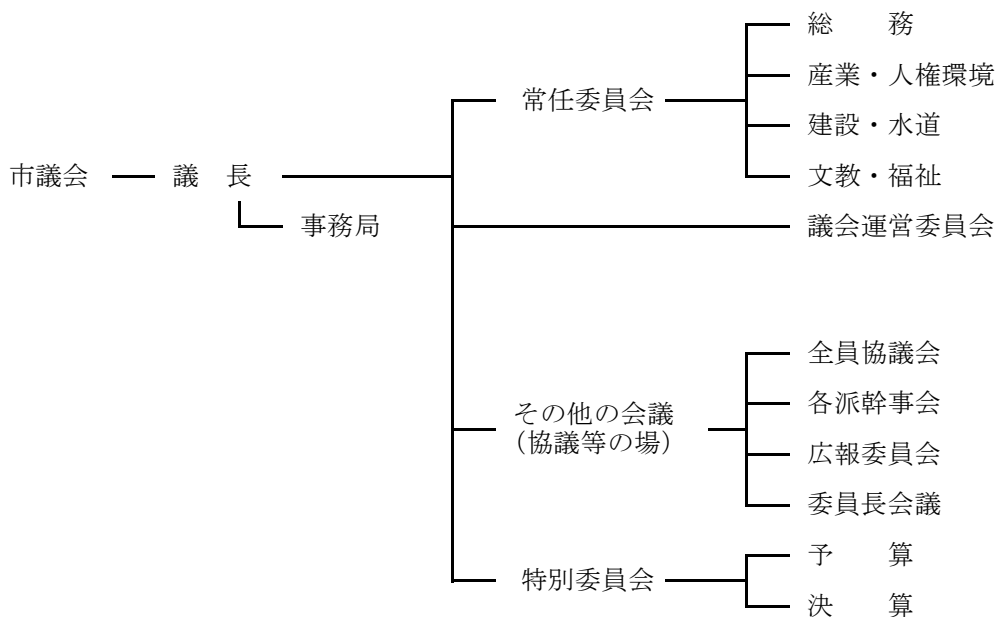 市議会
議　長
事務局
常任委員会
総　　務
産業・人権環境
建設・水道
文教・福祉
議会運営委員会
その他の会議
（協議等の場）
全員協議会
各派幹事会
広報委員会
委員長会議
特別委員会
予　　算
決　　算